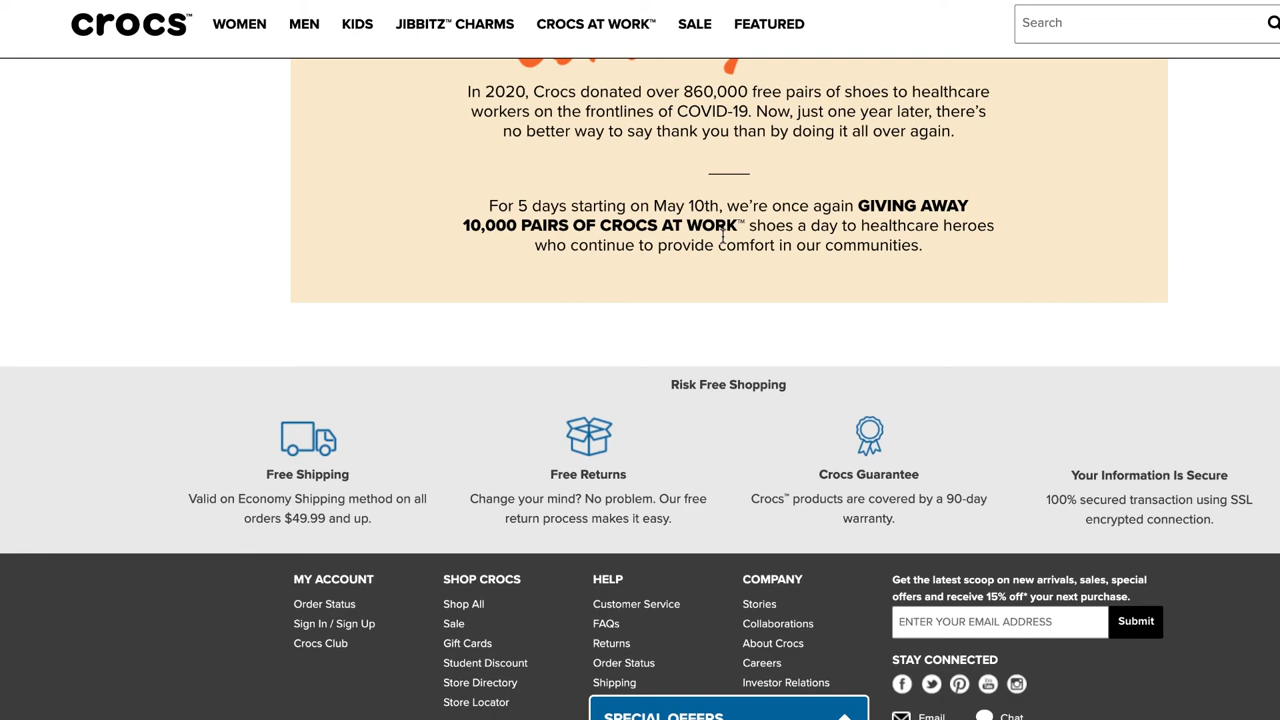 crocs™
WOMEN MEN KIDS JIBBITZ™ CHARMS CROCS AT WORK™ SALE FEATURED
Search
In 2020, Crocs donated over 860,000 free pairs of shoes to healthcare
workers on the frontlines of COVID-19. Now, just one year later, there's
no better way to say thank you than by doing it all over again.
For 5 days starting on May 10th, we're once again GIVING AWAY
10,000 PAIRS OF CROCS AT WORK™ shoes a day to healthcare heroes
who continue to provide comfort in our communities.
Risk Free Shopping
Free Shipping
Valid on Economy Shipping method on all
orders $49.99 and up.
Free Returns
Change your mind? No problem. Our free
return process makes it easy.
Crocs Guarantee
Crocs™ products are covered by a 90-day
warranty.
Your Information Is Secure
100% secured transaction using SSL
encrypted connection.
MY ACCOUNT
Order Status
Sign In / Sign Up
Crocs Club
SHOP CROCS
Shop All
Sale
Gift Cards
Student Discount
Store Directory
Store Locator
HELP
Customer Service
FAQs
Returns
Order Status
Shipping
COMPANY
Stories
Collaborations
About Crocs
Careers
Investor Relations
Get the latest scoop on new arrivals, sales, special
offers and receive 15% off* your next purchase.
ENTER YOUR EMAIL ADDRESS Submit
STAY CONNECTED
Email Chat
SPECIAL OFFERS